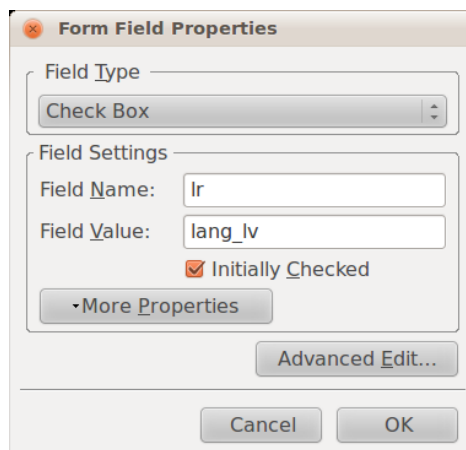 Form Field Properties
Field Type
Check Box
Field Settings
Field Name: lr
Field Value: lang_lv
Initially Checked
More Properties
Advanced Edit...
Cancel OK